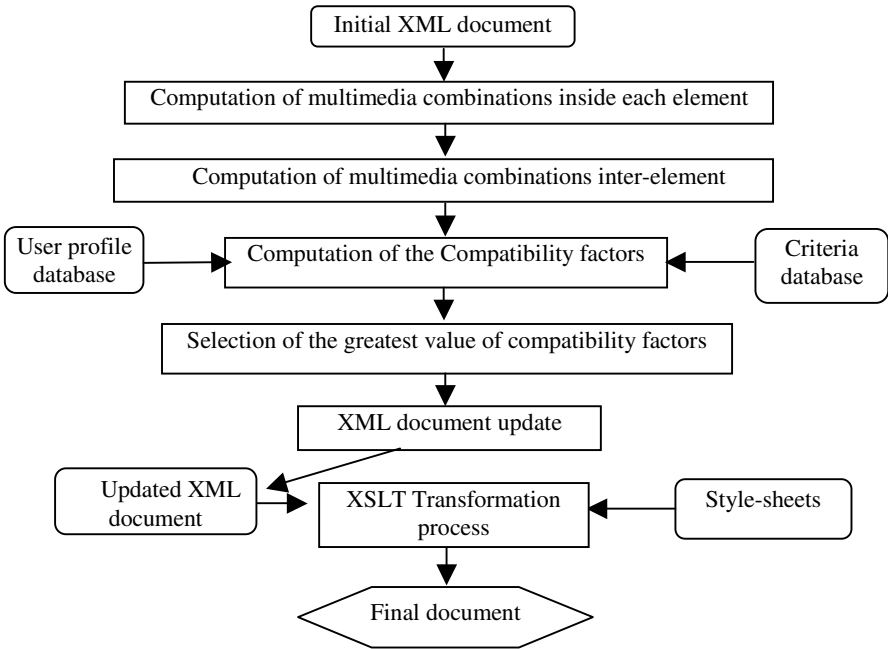 Initial XML document
Computation of multimedia combinations inside each element
Computation of multimedia combinations inter-element
User profile
database
Computation of the Compatibility factors
Criteria
database
Selection of the greatest value of compatibility factors
XML document update
Updated XML
document
XSLT Transformation
process
Style-sheets
Final document